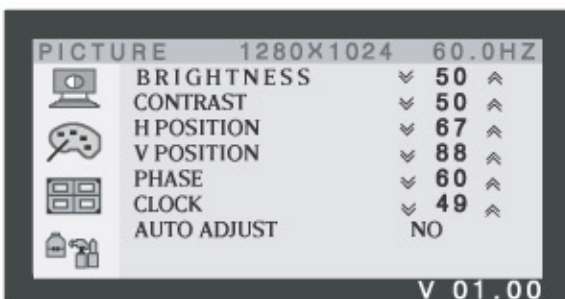 PICTURE 1280X1024 60.0HZ
BRIGHTNESS 50
CONTRAST 50
H POSITION 67
V POSITION 88
PHASE 60
CLOCK 49
AUTO ADJUST NO
V 01.00